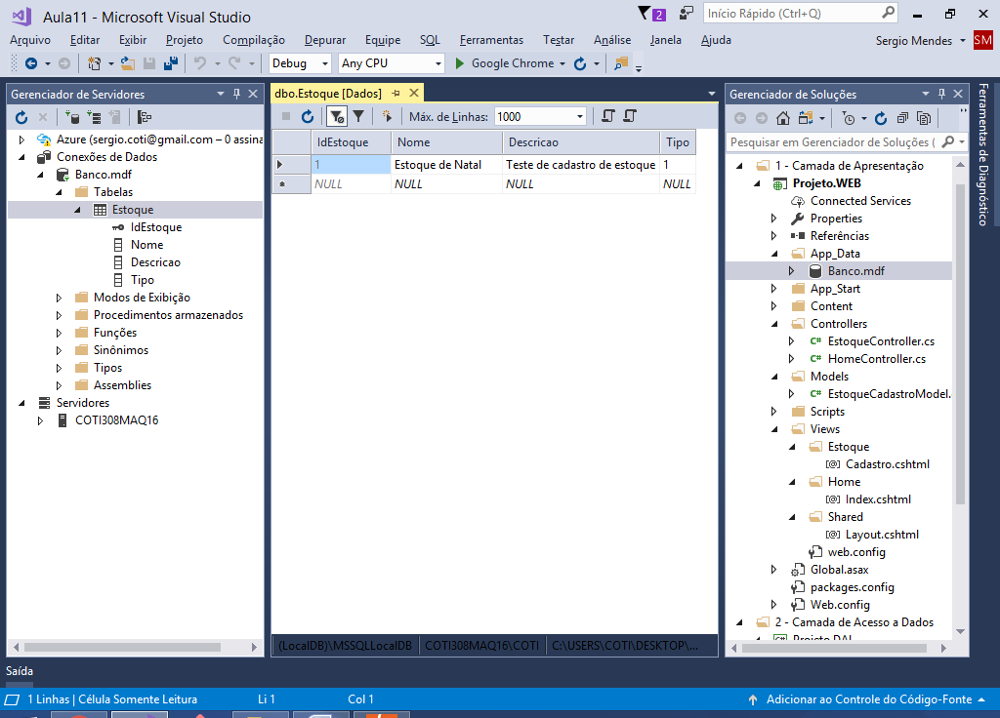 Aula11 - Microsoft Visual Studio
2
Início Rápido (Ctrl+Q)
Arquivo Editar Exibir Projeto Compilação Depurar Equipe SQL Ferramentas Testar Análise Janela Ajuda
Sergio Mendes
SM
Debug
Any CPU
Google Chrome
Gerenciador de Servidores
Azure (sergio.coti@gmail.com – 0 assina
Conexões de Dados
Banco.mdf
Tabelas
Estoque
IdEstoque
Nome
Descricao
Tipo
Modos de Exibição
Procedimentos armazenados
Funções
Sinônimos
Tipos
Assemblies
Servidores
COTI308MAQ16
dbo.Estoque [Dados]
Máx. de Linhas: 1000
IdEstoque Nome Descricao Tipo
1 Estoque de Natal Teste de cadastro de estoque 1
NULL NULL NULL NULL
(LocalDB)\MSSQLLocalDB
COTI308MAQ16\COTI
C:\USERS\COTI\DESKTOP\...
Gerenciador de Soluções
Pesquisar em Gerenciador de Soluções (
1 - Camada de Apresentação
Projeto.WEB
Connected Services
Properties
Referências
App_Data
Banco.mdf
App_Start
Content
Controllers
C# EstoqueController.cs
C# HomeController.cs
Models
C# EstoqueCadastroModel.
Scripts
Views
Estoque
[@] Cadastro.cshtml
Home
[@] Index.cshtml
Shared
[@] Layout.cshtml
web.config
Global.asax
packages.config
Web.config
2 - Camada de Acesso a Dados
C# Projeto.DAL
Ferramentas de Diagnóstico
Saída
1 Linhas | Célula Somente Leitura
Li 1
Col 1
Adicionar ao Controle do Código-Fonte